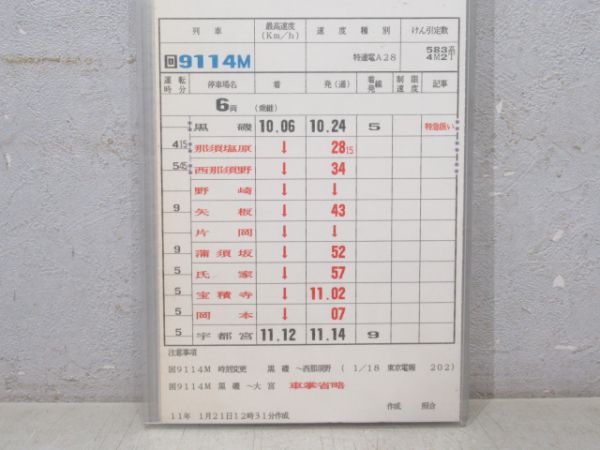 列車 最高速度(Km/h) 速度種別 けん引定数
回9114M 特通電A28 583系 4M2T
運転時分 停車場名 着 発(通) 着発線 制限速度 記事
6両 (乗継)
黒磯 10.06 10.24 5 特急扱い
4 15 那須塩原 ↓ 28 15
5 45 西那須野 ↓ 34
野崎 ↓ ↓
9 矢板 ↓ 43
片岡 ↓ ↓
9 蒲須坂 ↓ 52
5 氏家 ↓ 57
5 宝積寺 ↓ 11.02
5 岡本 ↓ 07
5 宇都宮 11.12 11.14 9
注意事項
回9114M 時刻変更 黒磯~西那須野 (1/18 東京電報 202)
回9114M 黒磯~大宮 車掌省略
作成 照合
11年 1月21日12時31分作成